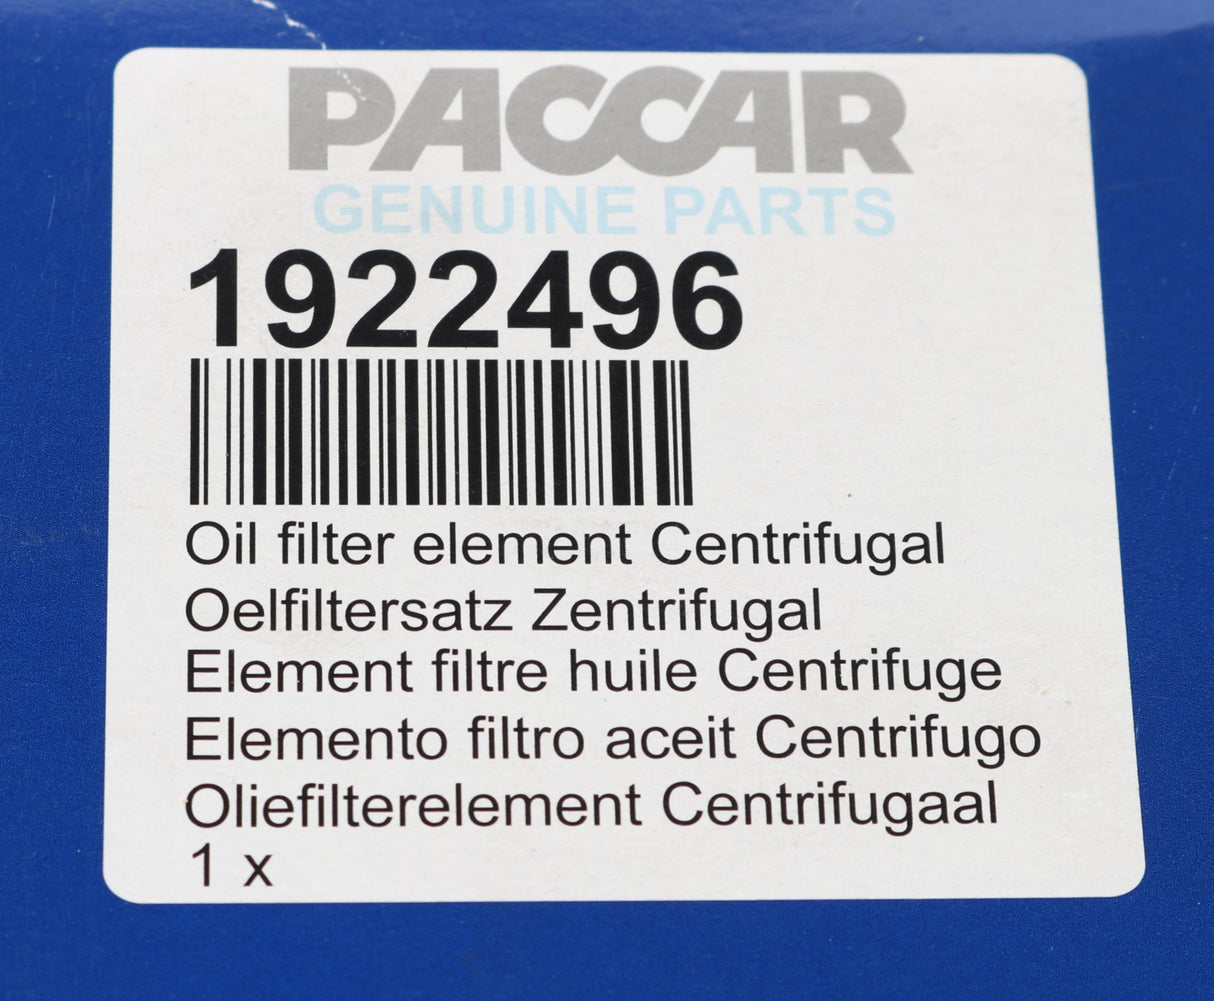 PACCAR
GENUINE PARTS
1922496
Oil filter element Centrifugal
Oelfiltersatz Zentrifugal
Element filtre huile Centrifuge
Elemento filtro aceit Centrifugo
Oliefilterelement Centrifugaal
1 x